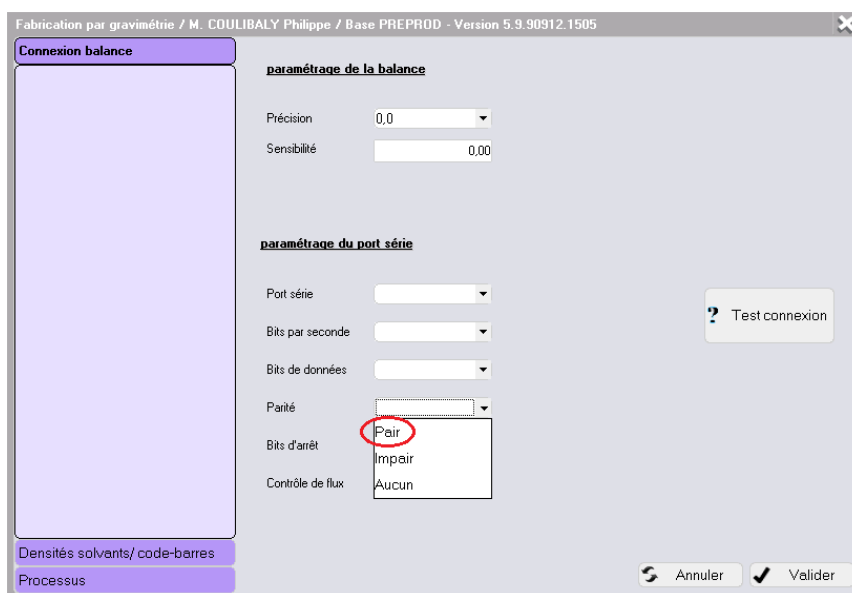 Fabrication par gravimétrie / M. COULIBALY Philippe / Base PREPROD - Version 5.9.90912.1505
Connexion balance
paramétrage de la balance
Précision 0,0
Sensibilité 0,00
paramétrage du port série
Port série
Bits par seconde
Bits de données
Parité
Pair
Bits d'arrêt
Impair
Contrôle de flux
Aucun
? Test connexion
Densités solvants/ code-barres
Processus
Annuler
Valider